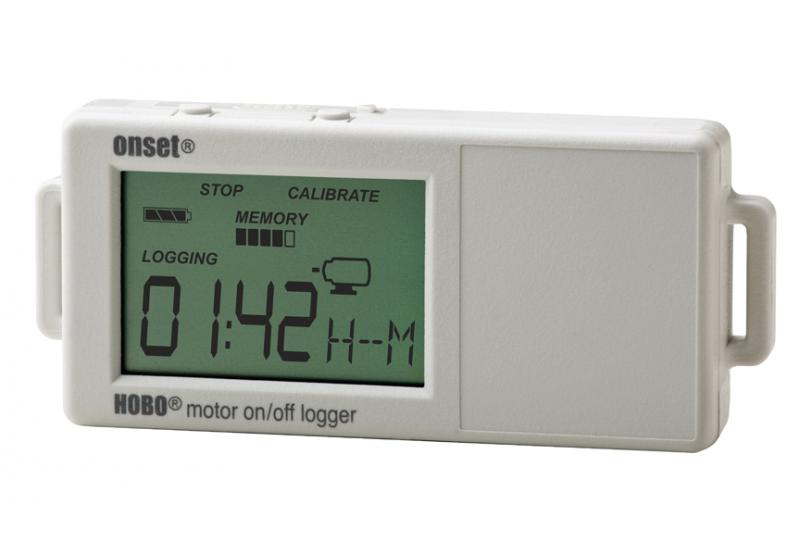 onset®
STOP CALIBRATE
MEMORY
LOGGING
01:42 H--M
HOBO® motor on/off logger